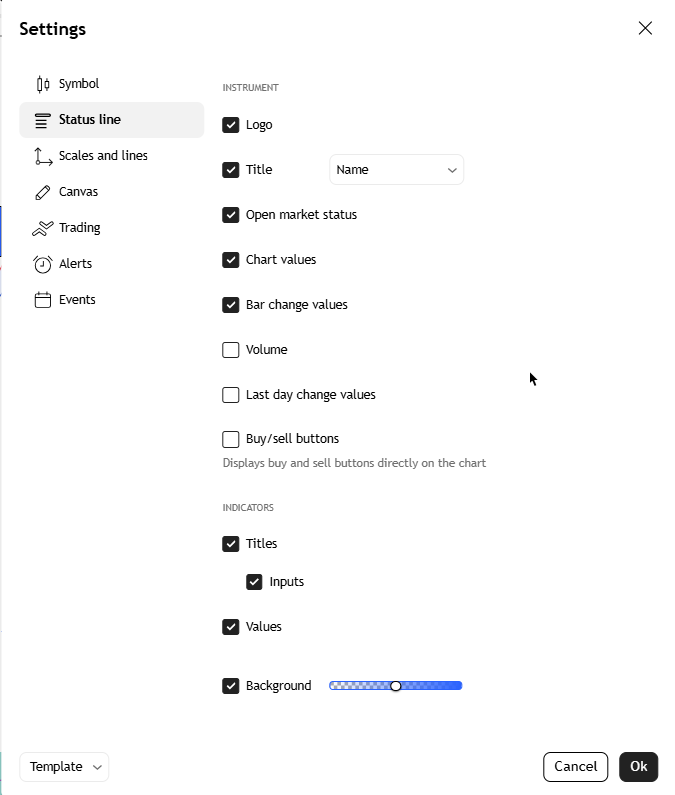 Settings
Symbol
Status line
Scales and lines
Canvas
Trading
Alerts
Events
INSTRUMENT
Logo
Title
Name
Open market status
Chart values
Bar change values
Volume
Last day change values
Buy/sell buttons
Displays buy and sell buttons directly on the chart
INDICATORS
Titles
Inputs
Values
Background
Template
Cancel
Ok